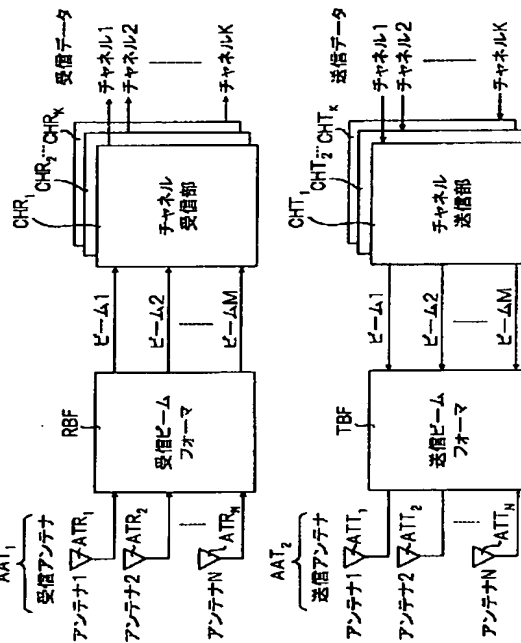 AAT₁
受信アンテナ
アンテナ1
ATR₁
アンテナ2
ATR₂
アンテナN
ATR_N
RBF
受信ビーム
フォーマ
ビーム1
ビーム2
ビームM
CHR₁
CHR₂…CHR_K
チャネル
受信部
受信データ
チャネル1
チャネル2
チャネルK
AAT₂
送信アンテナ
アンテナ1
ATT₁
アンテナ2
ATT₂
アンテナN
ATT_N
TBF
送信ビーム
フォーマ
ビーム1
ビーム2
ビームM
CHT₁
CHT₂…CHT_K
チャネル
送信部
送信データ
チャネル1
チャネル2
チャネルK